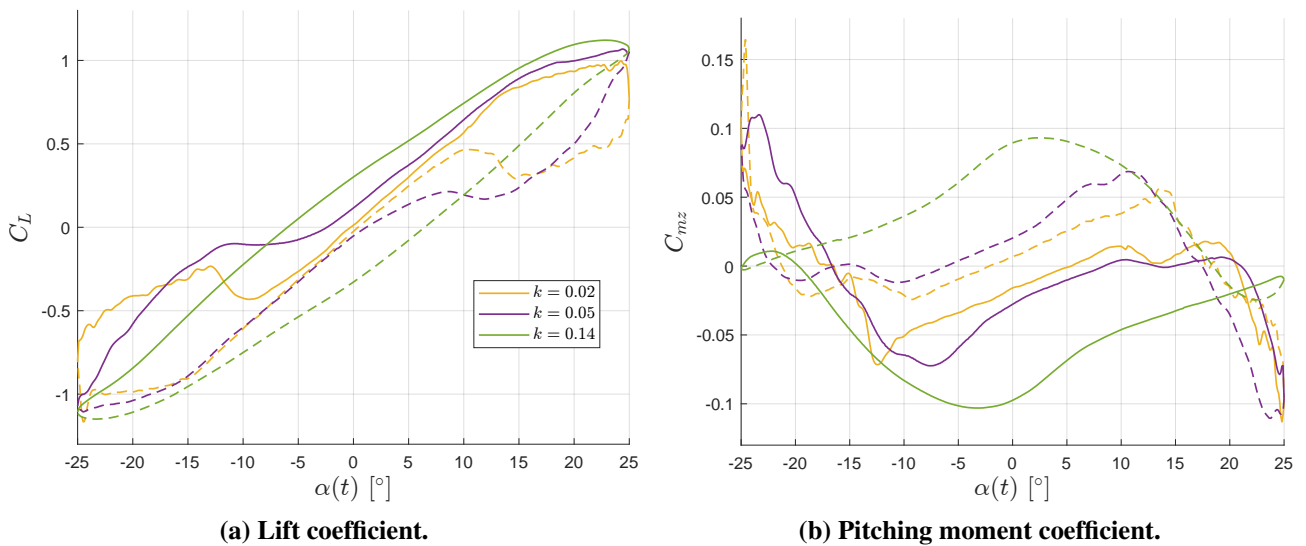 1
0.5
0
-0.5
-1
C_L
-25 -20 -15 -10 -5 0 5 10 15 20 25
α(t) [°]
k = 0.02
k = 0.05
k = 0.14
(a) Lift coefficient.
0.15
0.1
0.05
0
-0.05
-0.1
C_{mz}
-25 -20 -15 -10 -5 0 5 10 15 20 25
α(t) [°]
(b) Pitching moment coefficient.